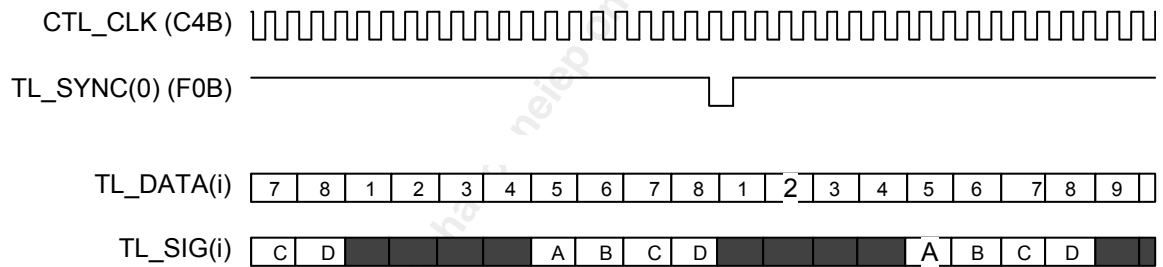 CTL_CLK (C4B)
TL_SYNC(0) (F0B)
TL_DATA(i) 7 8 1 2 3 4 5 6 7 8 1 2 3 4 5 6 7 8 9
TL_SIG(i) C D A B C D A B C D